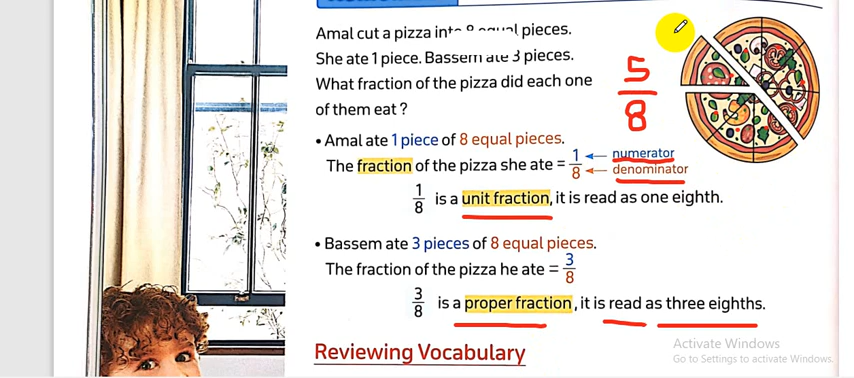 Amal cut a pizza into 8 equal pieces.
She ate 1 piece. Bassem ate 3 pieces.
What fraction of the pizza did each one
of them eat ?
5/8
• Amal ate 1 piece of 8 equal pieces.
The fraction of the pizza she ate = 1/8 ← numerator
← denominator
1/8 is a unit fraction, it is read as one eighth.
• Bassem ate 3 pieces of 8 equal pieces.
The fraction of the pizza he ate = 3/8
3/8 is a proper fraction, it is read as three eighths.
Activate Windows
Go to Settings to activate Windows.
Reviewing Vocabulary